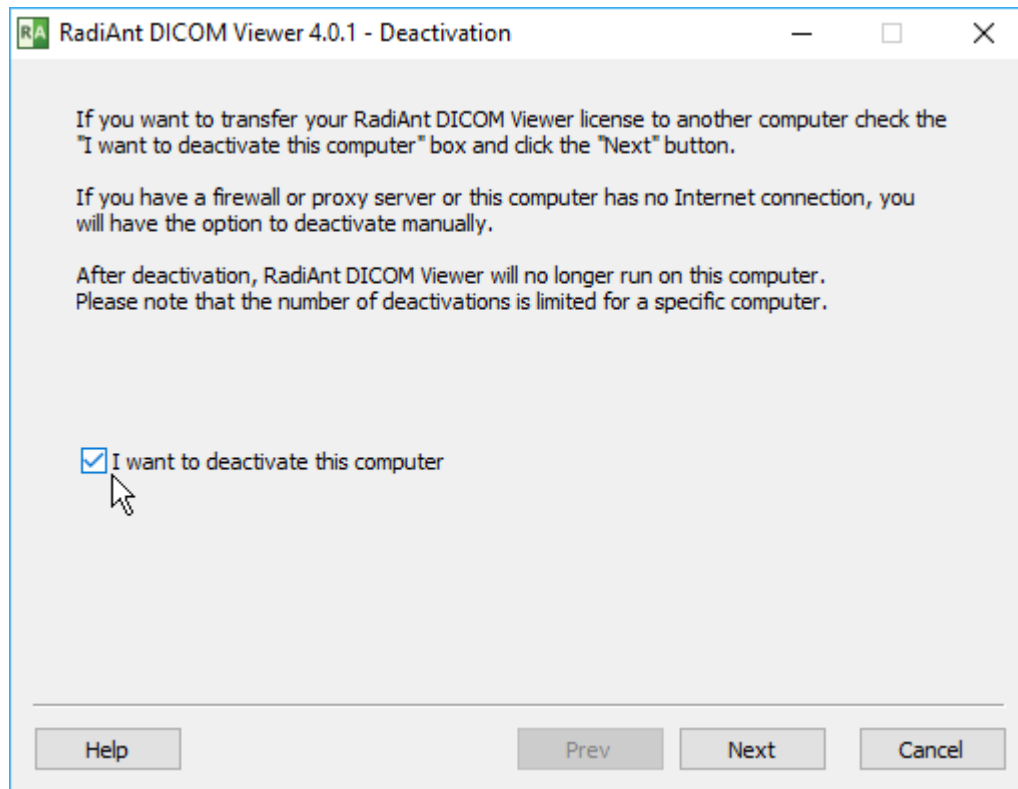 RA RadiAnt DICOM Viewer 4.0.1 - Deactivation
If you want to transfer your RadiAnt DICOM Viewer license to another computer check the
"I want to deactivate this computer" box and click the "Next" button.
If you have a firewall or proxy server or this computer has no Internet connection, you
will have the option to deactivate manually.
After deactivation, RadiAnt DICOM Viewer will no longer run on this computer.
Please note that the number of deactivations is limited for a specific computer.
I want to deactivate this computer
Help Prev Next Cancel